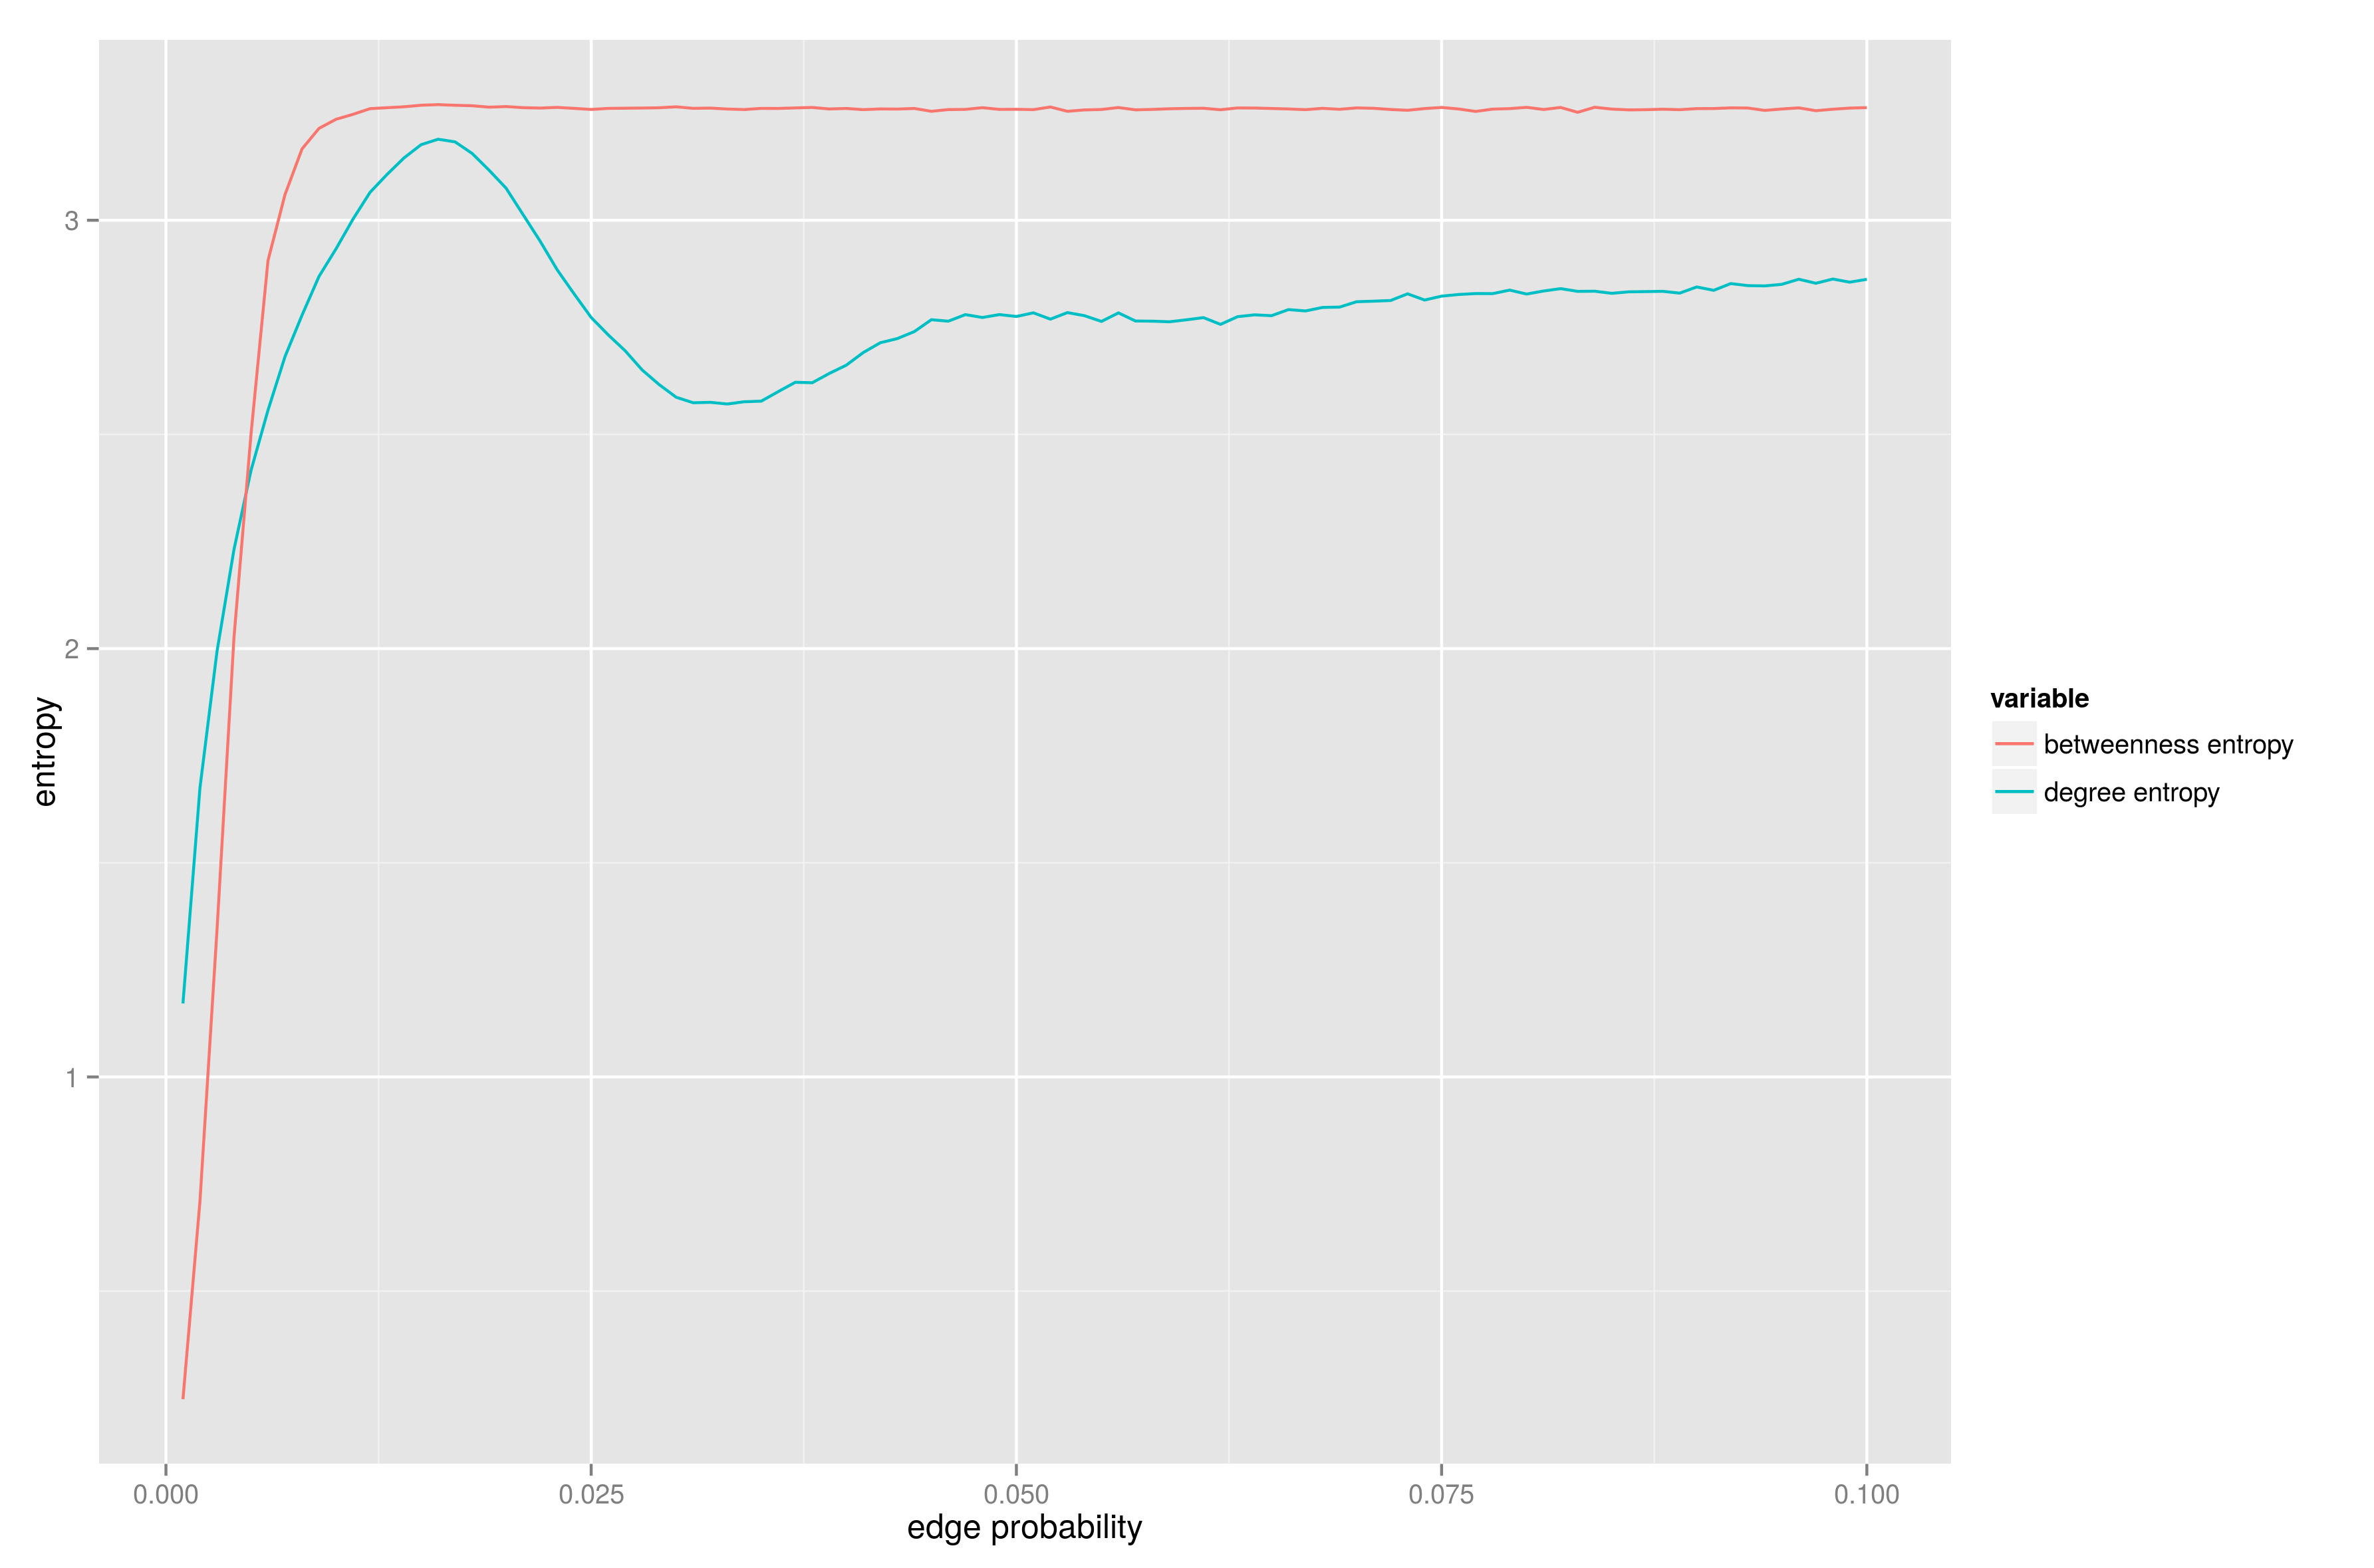 3
2
1
entropy
0.000
0.025
0.050
0.075
0.100
edge probability
variable
betweenness entropy
degree entropy